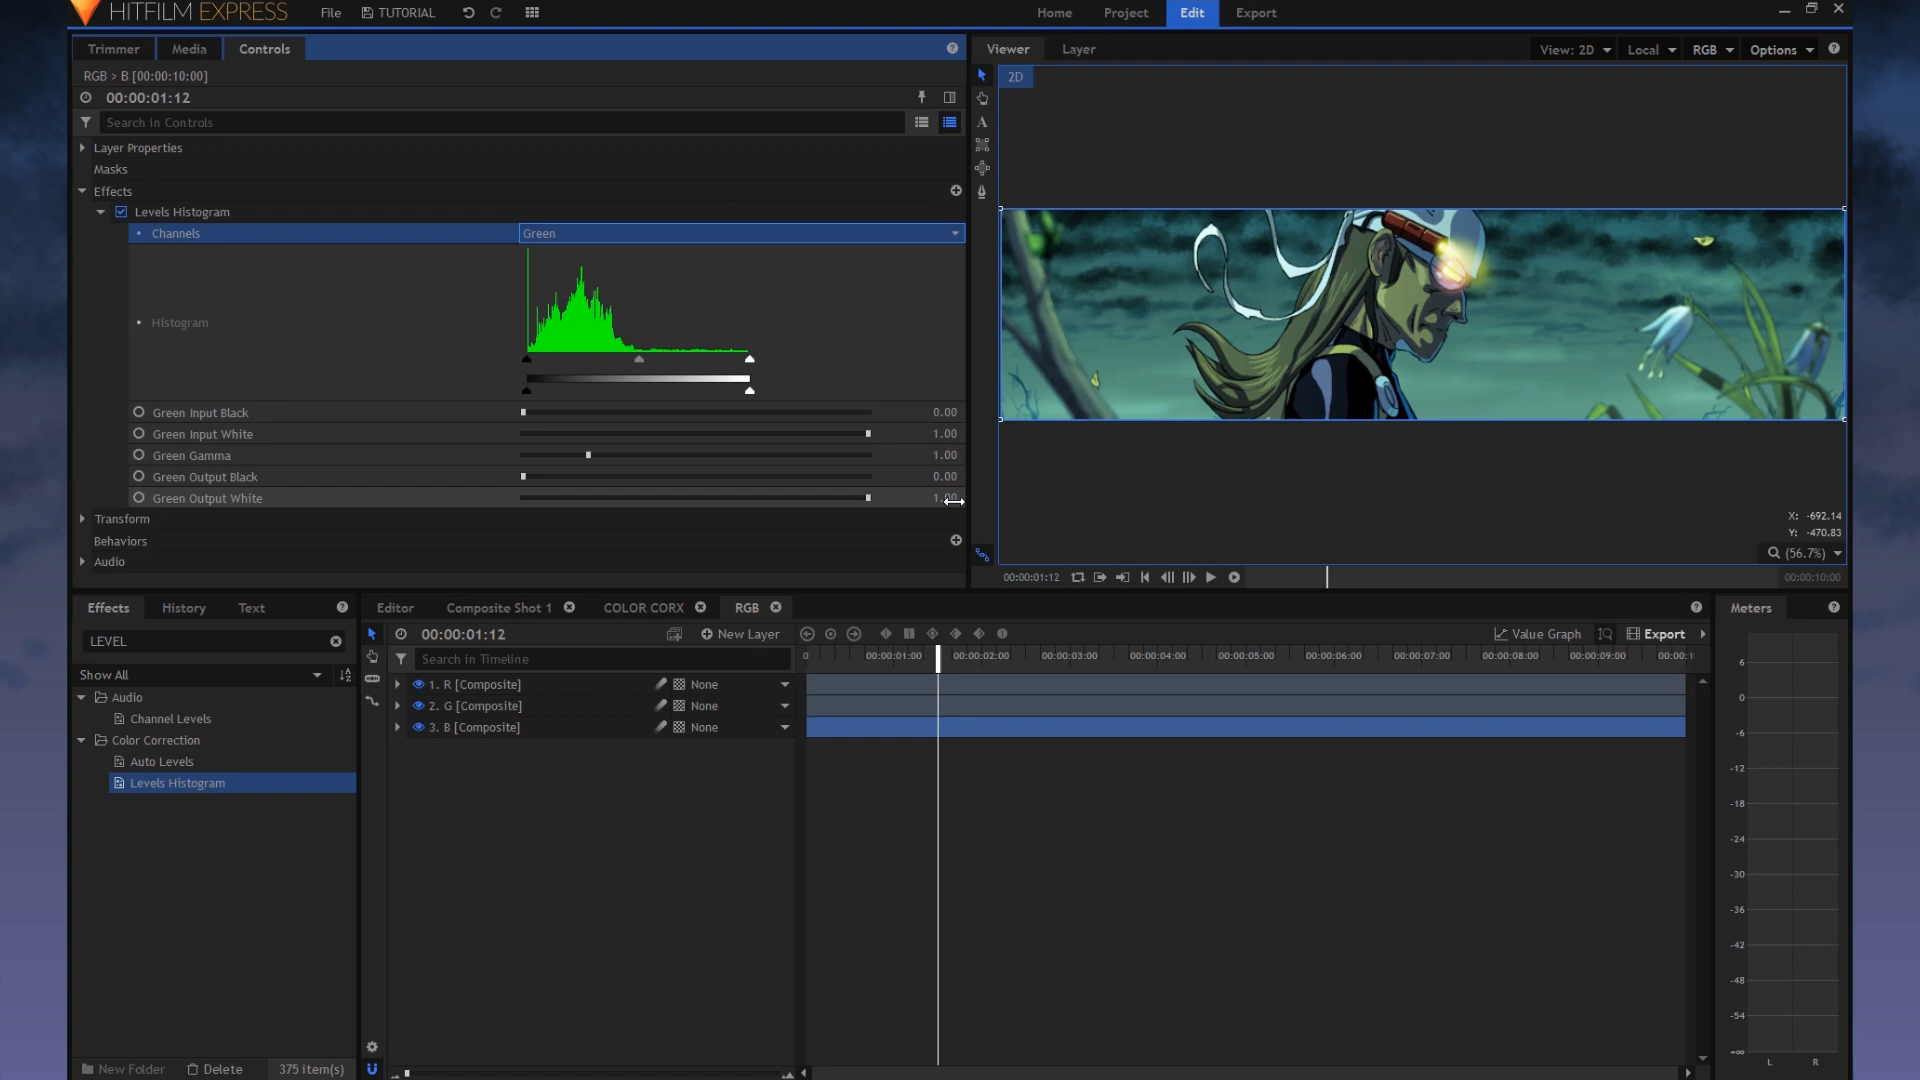 HITFILM EXPRESS
File
TUTORIAL
Home
Project
Edit
Export
Trimmer
Media
Controls
RGB > B [00:00:10:00]
00:00:01:12
Search in Controls
Layer Properties
Masks
Effects
Levels Histogram
Channels
Green
Histogram
Green Input Black
0.00
Green Input White
1.00
Green Gamma
1.00
Green Output Black
0.00
Green Output White
Transform
Behaviors
Audio
Viewer
Layer
View: 2D
Local
RGB
Options
2D
X: -692.14
Y: -470.83
(56.7%)
00:00:01:12
00:00:10:00
Effects
History
Text
LEVEL
Show All
Audio
Channel Levels
Color Correction
Auto Levels
Levels Histogram
New Folder
Delete
375 item(s)
Editor
Composite Shot 1
COLOR CORX
RGB
00:00:01:12
New Layer
Value Graph
Export
Search in Timeline
0
00:00:01:00
00:00:02:00
00:00:03:00
00:00:04:00
00:00:05:00
00:00:06:00
00:00:07:00
00:00:08:00
00:00:09:00
1. R [Composite]
None
2. G [Composite]
None
3. B [Composite]
None
Meters
6
0
-6
-12
-18
-24
-30
-36
-42
-48
-54
-∞
L
R